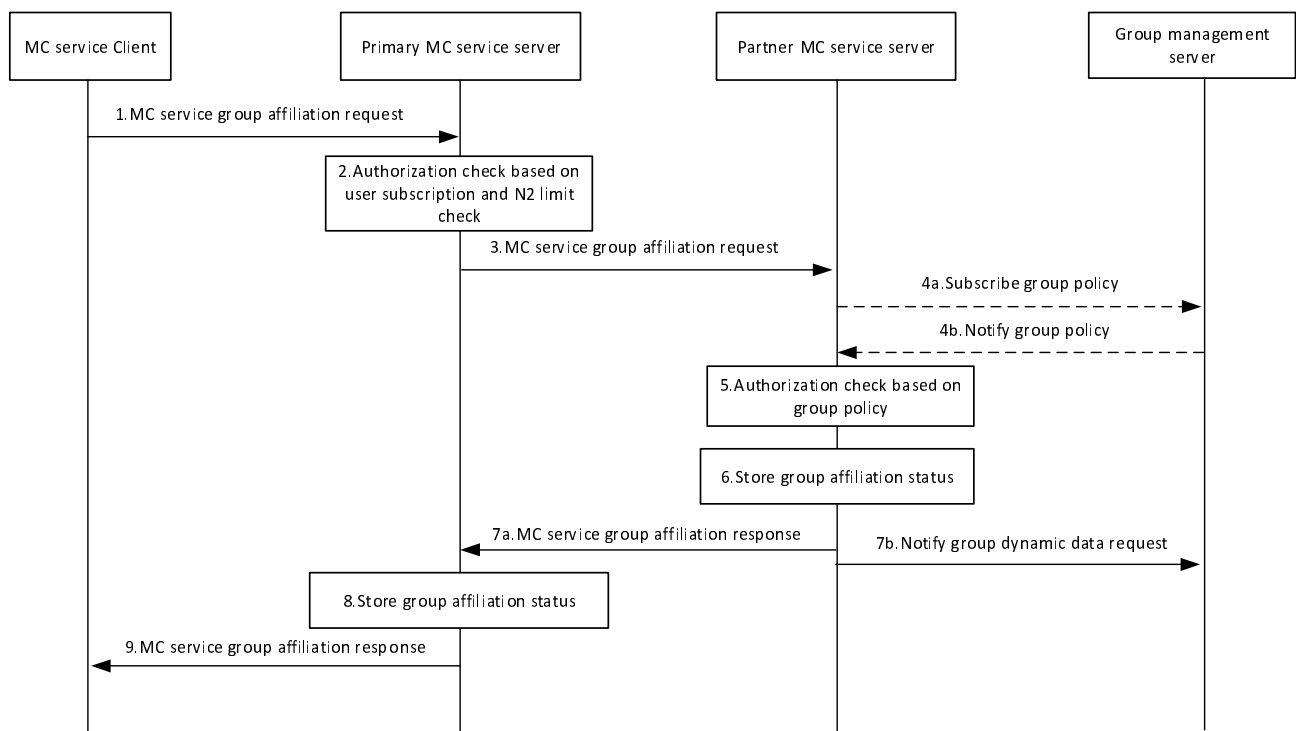 MC service Client
Primary MC service server
Partner MC service server
Group management
server
1.MC service group affiliation request
2.Authorization check based on
user subscription and N2 limit
check
3.MC service group affiliation request
4a.Subscribe group policy
4b.Notify group policy
5.Authorization check based on
group policy
6.Store group affiliation status
7a.MC service group affiliation response
7b.Notify group dynamic data request
8.Store group affiliation status
9.MC service group affiliation response